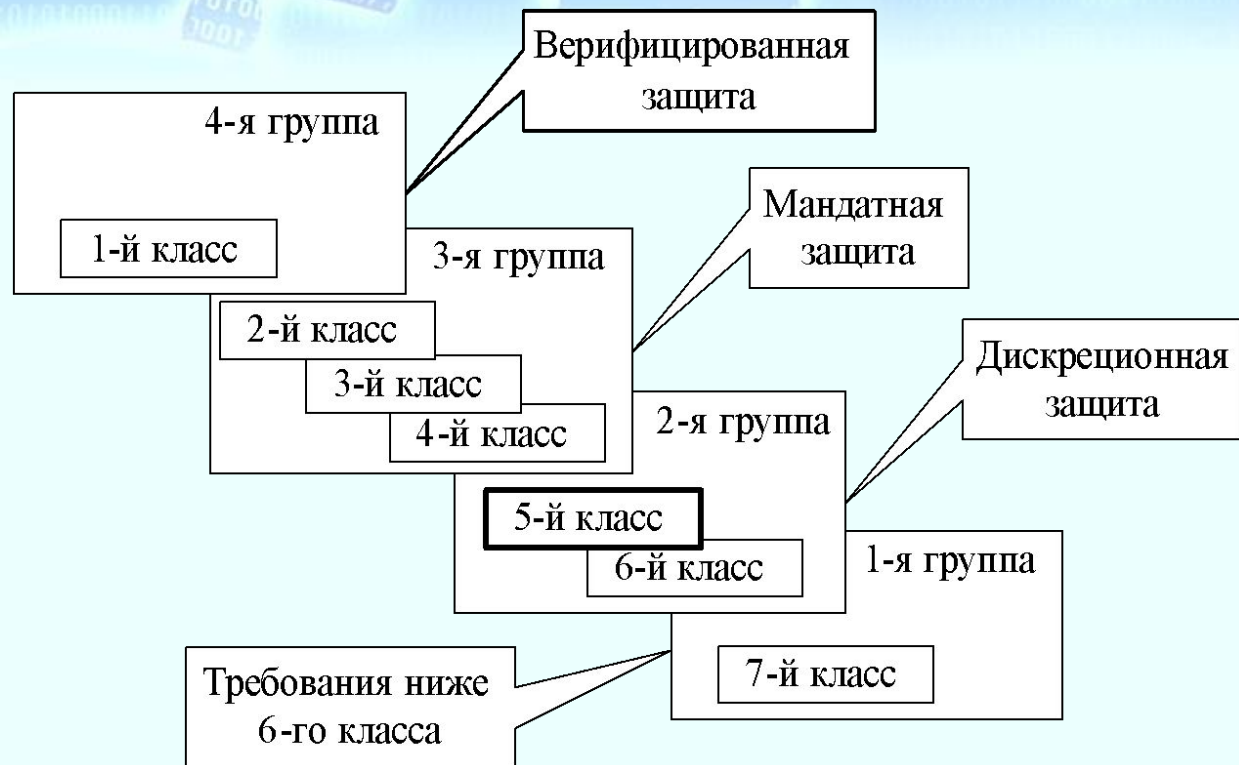 Верифицированная
защита
4-я группа
1-й класс
Мандатная
защита
3-я группа
2-й класс
3-й класс
4-й класс
Дискреционная
защита
2-я группа
5-й класс
6-й класс
1-я группа
7-й класс
Требования ниже
6-го класса